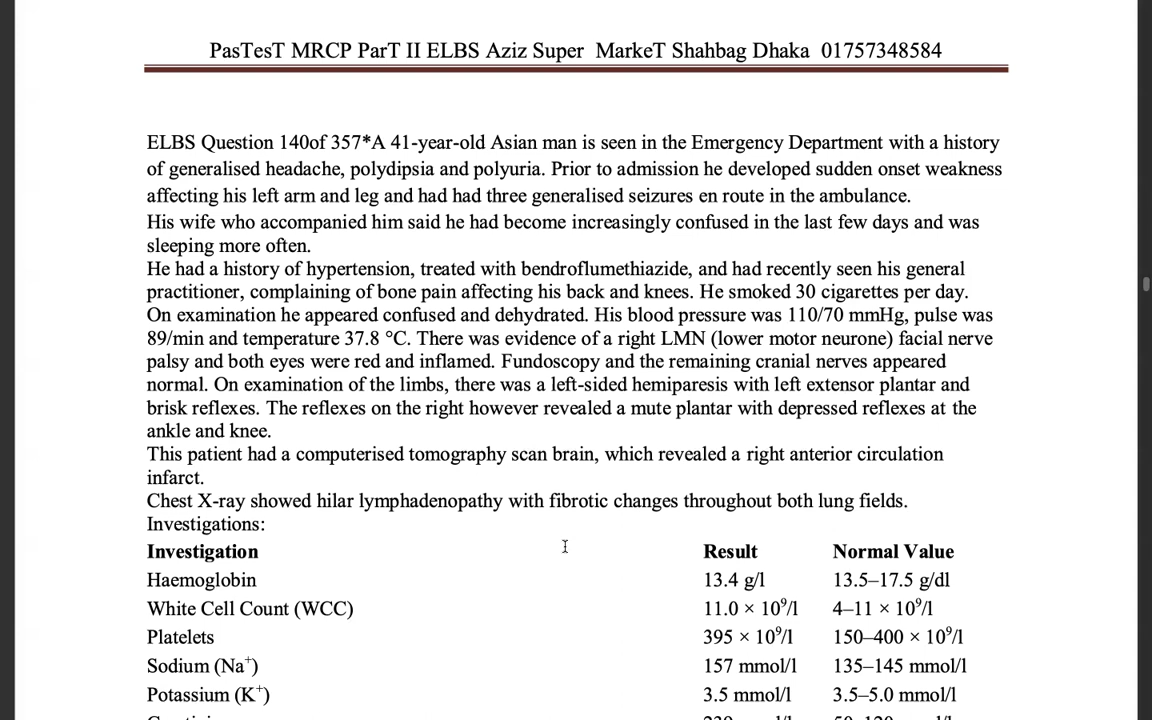 PasTesT MRCP ParT II ELBS Aziz Super MarkeT Shahbag Dhaka 01757348584
ELBS Question 140of 357*A 41-year-old Asian man is seen in the Emergency Department with a history
of generalised headache, polydipsia and polyuria. Prior to admission he developed sudden onset weakness
affecting his left arm and leg and had had three generalised seizures en route in the ambulance.
His wife who accompanied him said he had become increasingly confused in the last few days and was
sleeping more often.
He had a history of hypertension, treated with bendroflumethiazide, and had recently seen his general
practitioner, complaining of bone pain affecting his back and knees. He smoked 30 cigarettes per day.
On examination he appeared confused and dehydrated. His blood pressure was 110/70 mmHg, pulse was
89/min and temperature 37.8 °C. There was evidence of a right LMN (lower motor neurone) facial nerve
palsy and both eyes were red and inflamed. Fundoscopy and the remaining cranial nerves appeared
normal. On examination of the limbs, there was a left-sided hemiparesis with left extensor plantar and
brisk reflexes. The reflexes on the right however revealed a mute plantar with depressed reflexes at the
ankle and knee.
This patient had a computerised tomography scan brain, which revealed a right anterior circulation
infarct.
Chest X-ray showed hilar lymphadenopathy with fibrotic changes throughout both lung fields.
Investigations:
Investigation Result Normal Value
Haemoglobin 13.4 g/l 13.5–17.5 g/dl
White Cell Count (WCC) 11.0 × 10⁹/l 4–11 × 10⁹/l
Platelets 395 × 10⁹/l 150–400 × 10⁹/l
Sodium (Na⁺) 157 mmol/l 135–145 mmol/l
Potassium (K⁺) 3.5 mmol/l 3.5–5.0 mmol/l